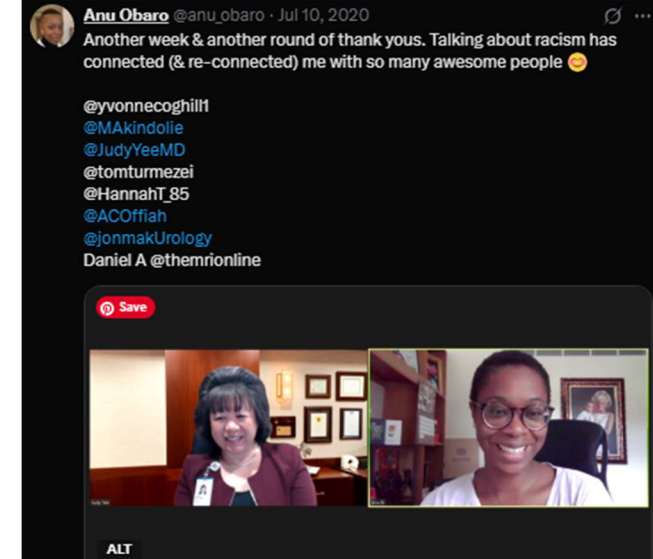 Anu Obaro @anu_obaro · Jul 10, 2020
Another week & another round of thank yous. Talking about racism has
connected (& re-connected) me with so many awesome people 😊
@yvonnecoghill1
@MAkindolie
@JudyYeeMD
@tomturmezei
@HannahT_85
@ACOffiah
@jonmakUrology
Daniel A @themrionline
Save
ALT